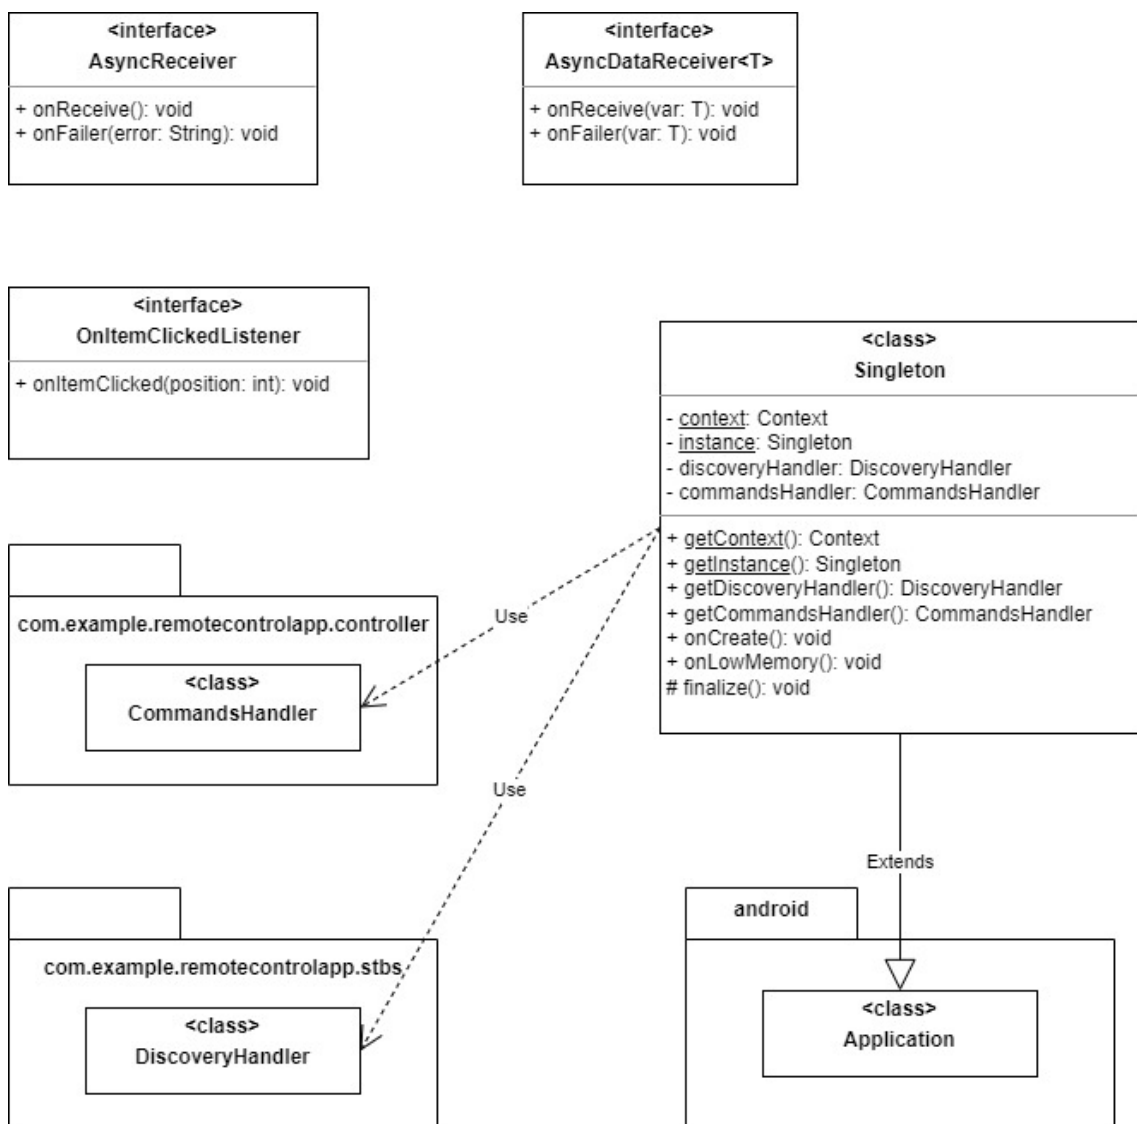 <interface>
AsyncReceiver
+ onReceive(): void
+ onFailer(error: String): void
<interface>
AsyncDataReceiver<T>
+ onReceive(var: T): void
+ onFailer(var: T): void
<interface>
OnItemClickedListener
+ onItemClicked(position: int): void
<class>
Singleton
- context: Context
- instance: Singleton
- discoveryHandler: DiscoveryHandler
- commandsHandler: CommandsHandler
+ getContext(): Context
+ getInstance(): Singleton
+ getDiscoveryHandler(): DiscoveryHandler
+ getCommandsHandler(): CommandsHandler
+ onCreate(): void
+ onLowMemory(): void
# finalize(): void
Use
com.example.remotecontrolapp.controller
<class>
CommandsHandler
Use
Extends
com.example.remotecontrolapp.stbs
<class>
DiscoveryHandler
android
<class>
Application